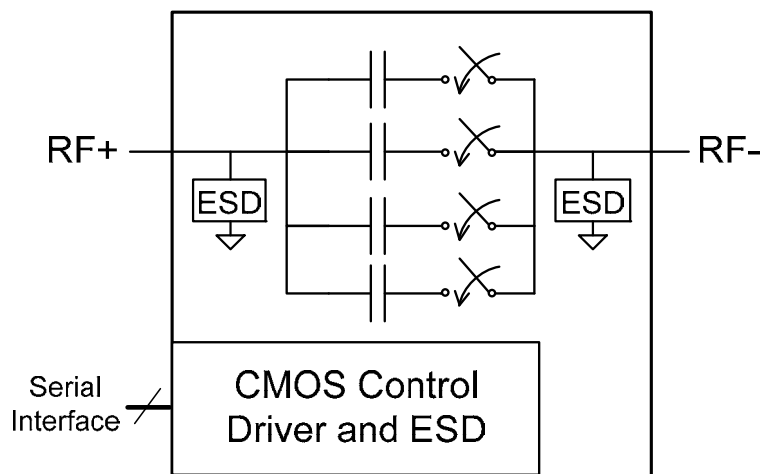 RF+
RF–
ESD
ESD
Serial
Interface
CMOS Control
Driver and ESD